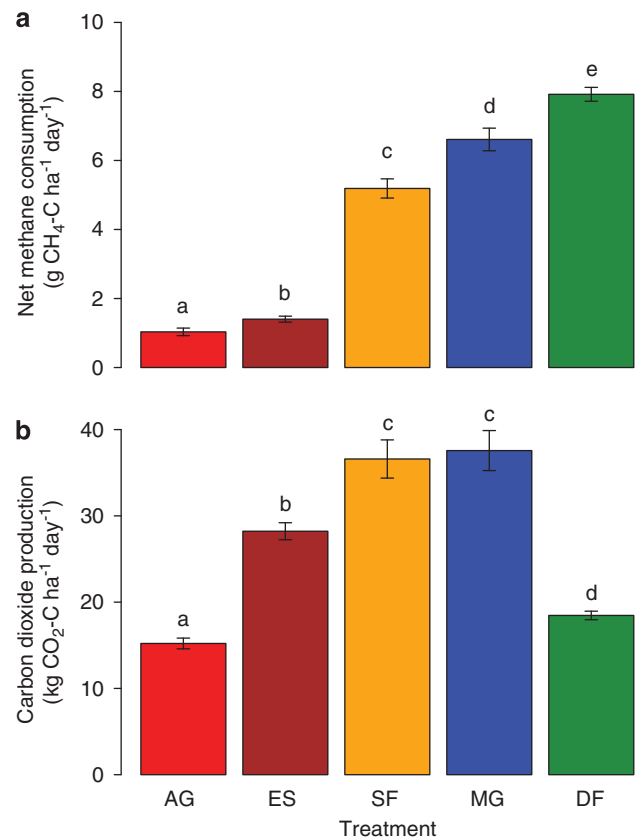 a
Net methane consumption
(g CH₄-C ha⁻¹ day⁻¹)
10
8
6
4
2
0
a
b
c
d
e
b
Carbon dioxide production
(kg CO₂-C ha⁻¹ day⁻¹)
40
30
20
10
0
a
b
c
c
d
AG ES SF MG DF
Treatment